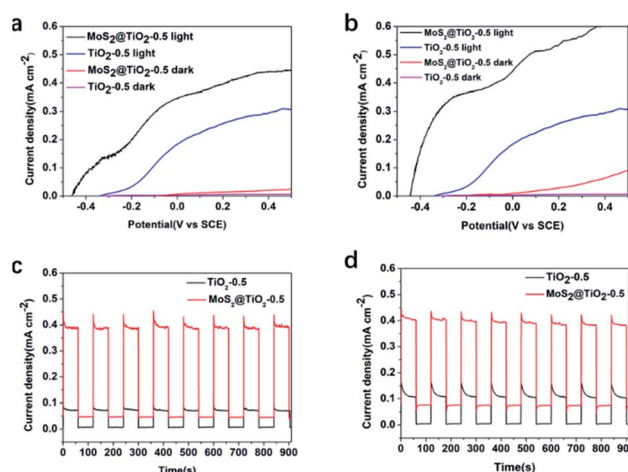 a
MoS2@TiO2-0.5 light
TiO2-0.5 light
MoS2@TiO2-0.5 dark
TiO2-0.5 dark
Current density(mA cm-2)
0.6
0.5
0.4
0.3
0.2
0.1
0.0
-0.4 -0.2 0.0 0.2 0.4
Potential(V vs SCE)
b
MoS2@TiO2-0.5 light
TiO2-0.5 light
MoS2@TiO2-0.5 dark
TiO2-0.5 dark
Current density(mA cm-2)
0.6
0.5
0.4
0.3
0.2
0.1
0.0
-0.4 -0.2 0.0 0.2 0.4
Potential(V vs SCE)
c
TiO2-0.5
MoS2@TiO2-0.5
Current density(mA cm-2)
0.6
0.5
0.4
0.3
0.2
0.1
0.0
0 100 200 300 400 500 600 700 800 900
Time(s)
d
TiO2-0.5
MoS2@TiO2-0.5
Current density(mA cm-2)
0.6
0.5
0.4
0.3
0.2
0.1
0.0
0 100 200 300 400 500 600 700 800 900
Time(s)